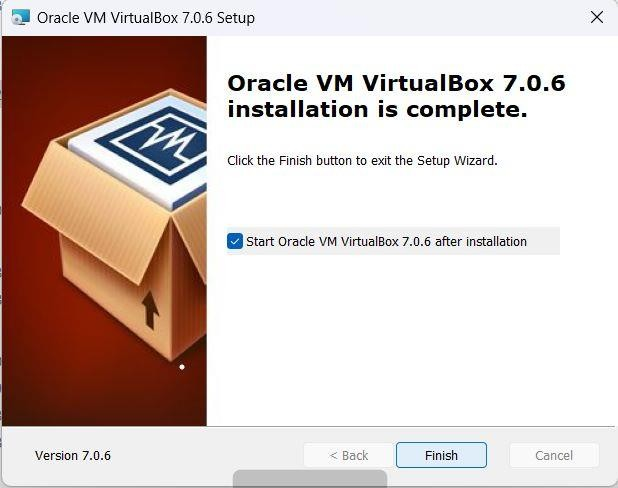 Oracle VM VirtualBox 7.0.6 Setup
Oracle VM VirtualBox 7.0.6
installation is complete.
Click the Finish button to exit the Setup Wizard.
Start Oracle VM VirtualBox 7.0.6 after installation
Version 7.0.6
< Back
Finish
Cancel